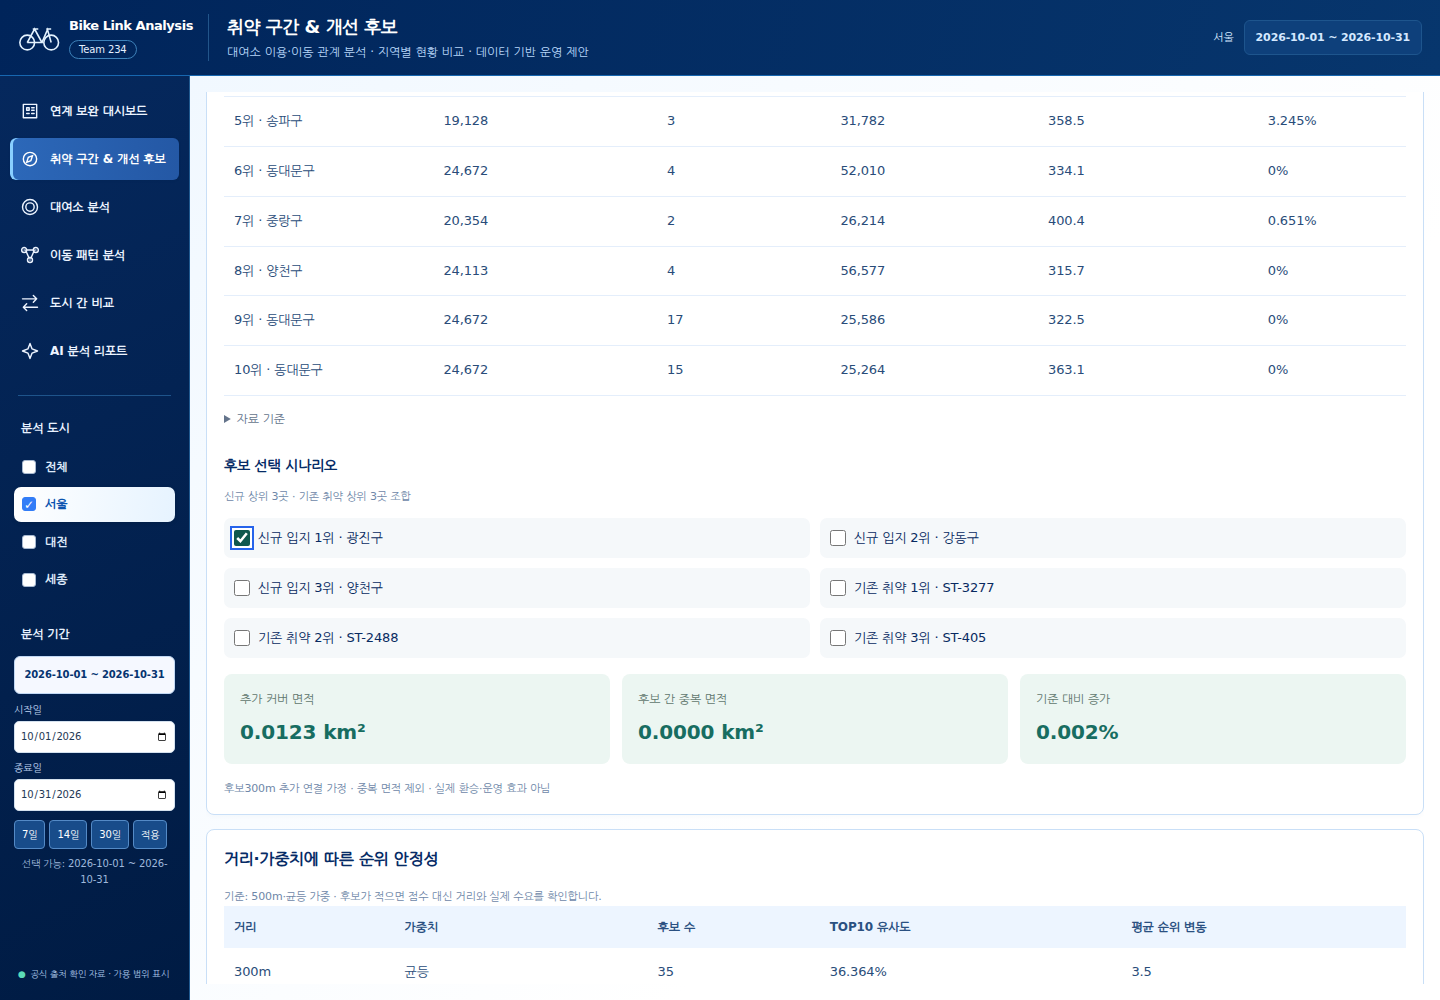 Bike Link Analysis
Team 234
취약 구간 & 개선 후보
대여소 이용·이동 관계 분석 · 지역별 현황 비교 · 데이터 기반 운영 제안
서울
2026-10-01 ~ 2026-10-31
연계 보완 대시보드
취약 구간 & 개선 후보
대여소 분석
이동 패턴 분석
도시 간 비교
AI 분석 리포트
분석 도시
전체
서울
대전
세종
분석 기간
2026-10-01 ~ 2026-10-31
시작일
10/01/2026
종료일
10/31/2026
7일 14일 30일 적용
선택 가능: 2026-10-01 ~ 2026-
10-31
공식 출처 확인 자료 · 가용 범위 표시
5위 · 송파구 19,128 3 31,782 358.5 3.245%
6위 · 동대문구 24,672 4 52,010 334.1 0%
7위 · 중랑구 20,354 2 26,214 400.4 0.651%
8위 · 양천구 24,113 4 56,577 315.7 0%
9위 · 동대문구 24,672 17 25,586 322.5 0%
10위 · 동대문구 24,672 15 25,264 363.1 0%
▶ 자료 기준
후보 선택 시나리오
신규 상위 3곳 · 기존 취약 상위 3곳 조합
신규 입지 1위 · 광진구
신규 입지 2위 · 강동구
신규 입지 3위 · 양천구
기존 취약 1위 · ST-3277
기존 취약 2위 · ST-2488
기존 취약 3위 · ST-405
추가 커버 면적
0.0123 km²
후보 간 중복 면적
0.0000 km²
기준 대비 증가
0.002%
후보300m 추가 연결 가정 · 중복 면적 제외 · 실제 환승·운영 효과 아님
거리·가중치에 따른 순위 안정성
기준: 500m·균등 가중 · 후보가 적으면 점수 대신 거리와 실제 수요를 확인합니다.
거리 가중치 후보 수 TOP10 유사도 평균 순위 변동
300m 균등 35 36.364% 3.5